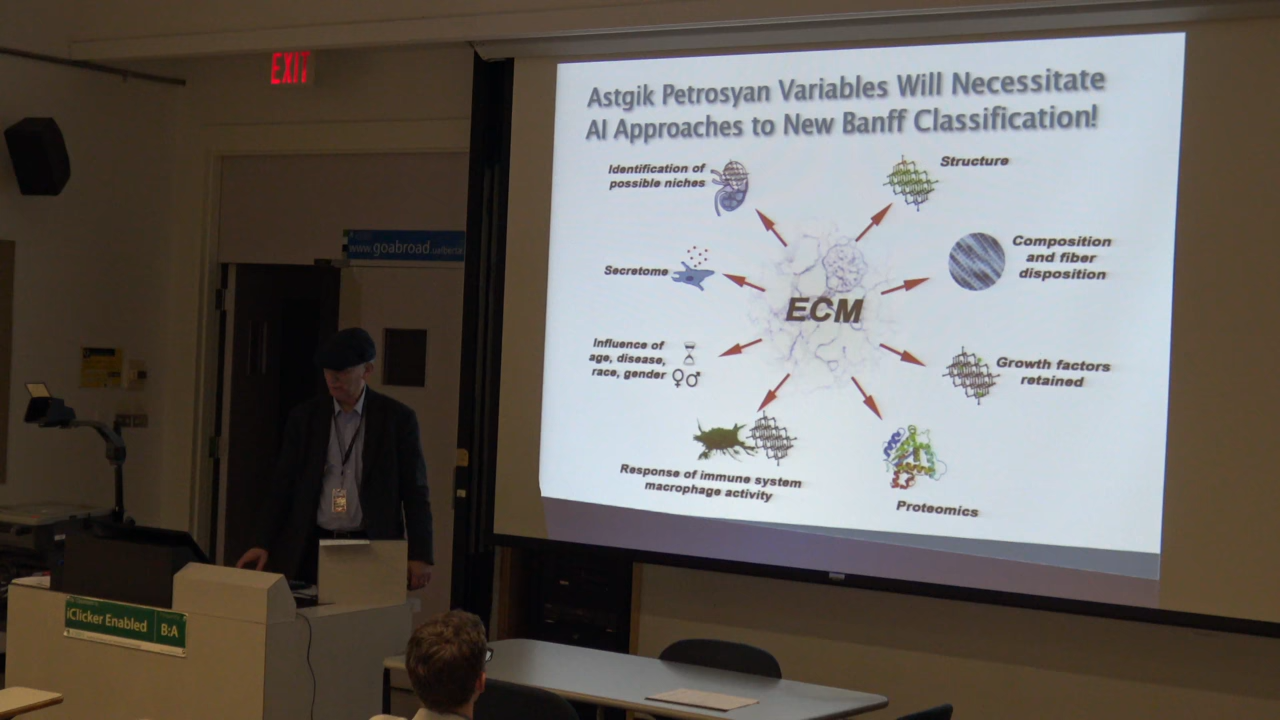 EXIT
www.goabroad.
Astgik Petrosyan Variables Will Necessitate
AI Approaches to New Banff Classification!
Identification of
possible niches
Structure
Secretome
Composition
and fiber
disposition
ECM
Influence of
age, disease,
race, gender
Growth factors
retained
Response of immune system
macrophage activity
Proteomics
iClicker Enabled
B:A